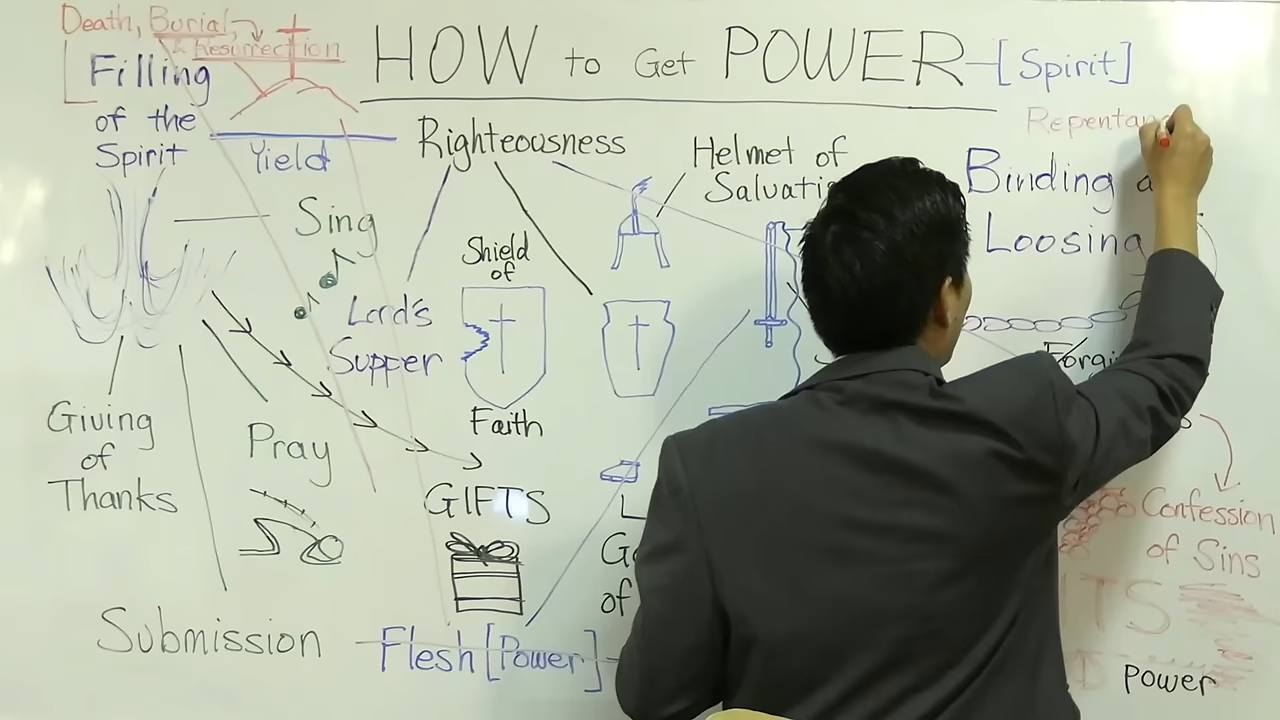 Death, Burial,
& Resurrection
HOW to Get POWER-[Spirit]
Filling
of the
Spirit
Yield
Righteousness
Helmet of
Repentan
Binding a
Loosing
Sing
Shield
of
Lord's
Supper
Faith
Giving
of
Thanks
Pray
GIFTS
Confession
of Sins
Submission
Flesh [Power]
Power